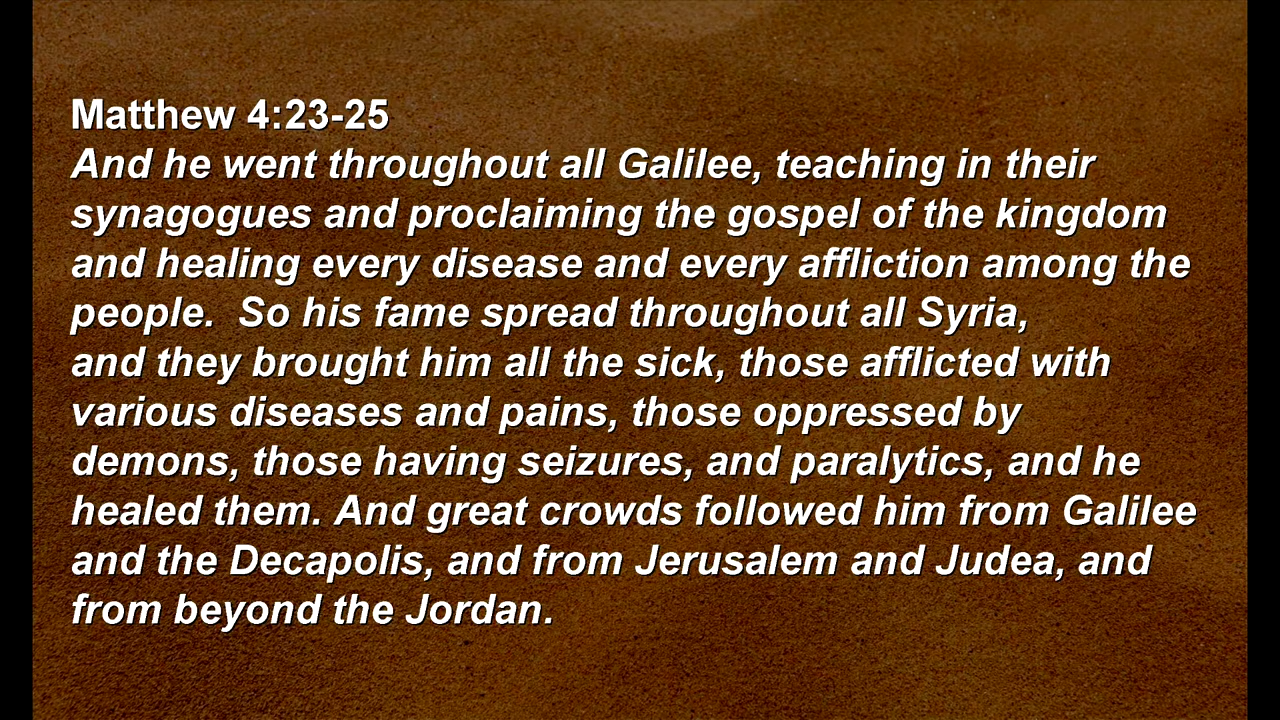 Matthew 4:23-25
And he went throughout all Galilee, teaching in their
synagogues and proclaiming the gospel of the kingdom
and healing every disease and every affliction among the
people.  So his fame spread throughout all Syria,
and they brought him all the sick, those afflicted with
various diseases and pains, those oppressed by
demons, those having seizures, and paralytics, and he
healed them. And great crowds followed him from Galilee
and the Decapolis, and from Jerusalem and Judea, and
from beyond the Jordan.